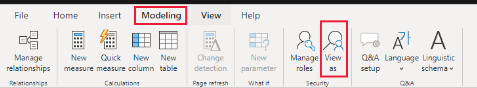 File Home Insert Modeling View Help
Manage relationships
New measure
Quick measure
New column
New table
Change detection
New parameter
Manage roles
View as
Q&A setup
Language
Linguistic schema
Relationships Calculations Page refresh What if Security Q&A